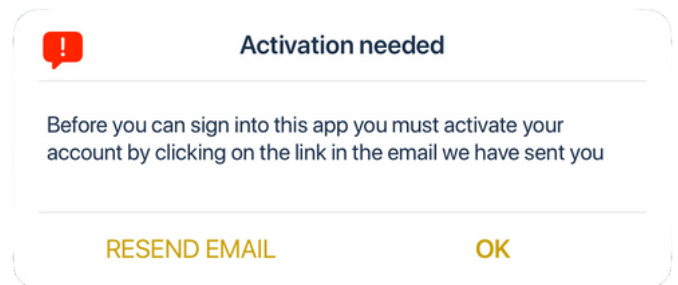 Activation needed
Before you can sign into this app you must activate your
account by clicking on the link in the email we have sent you
RESEND EMAIL OK